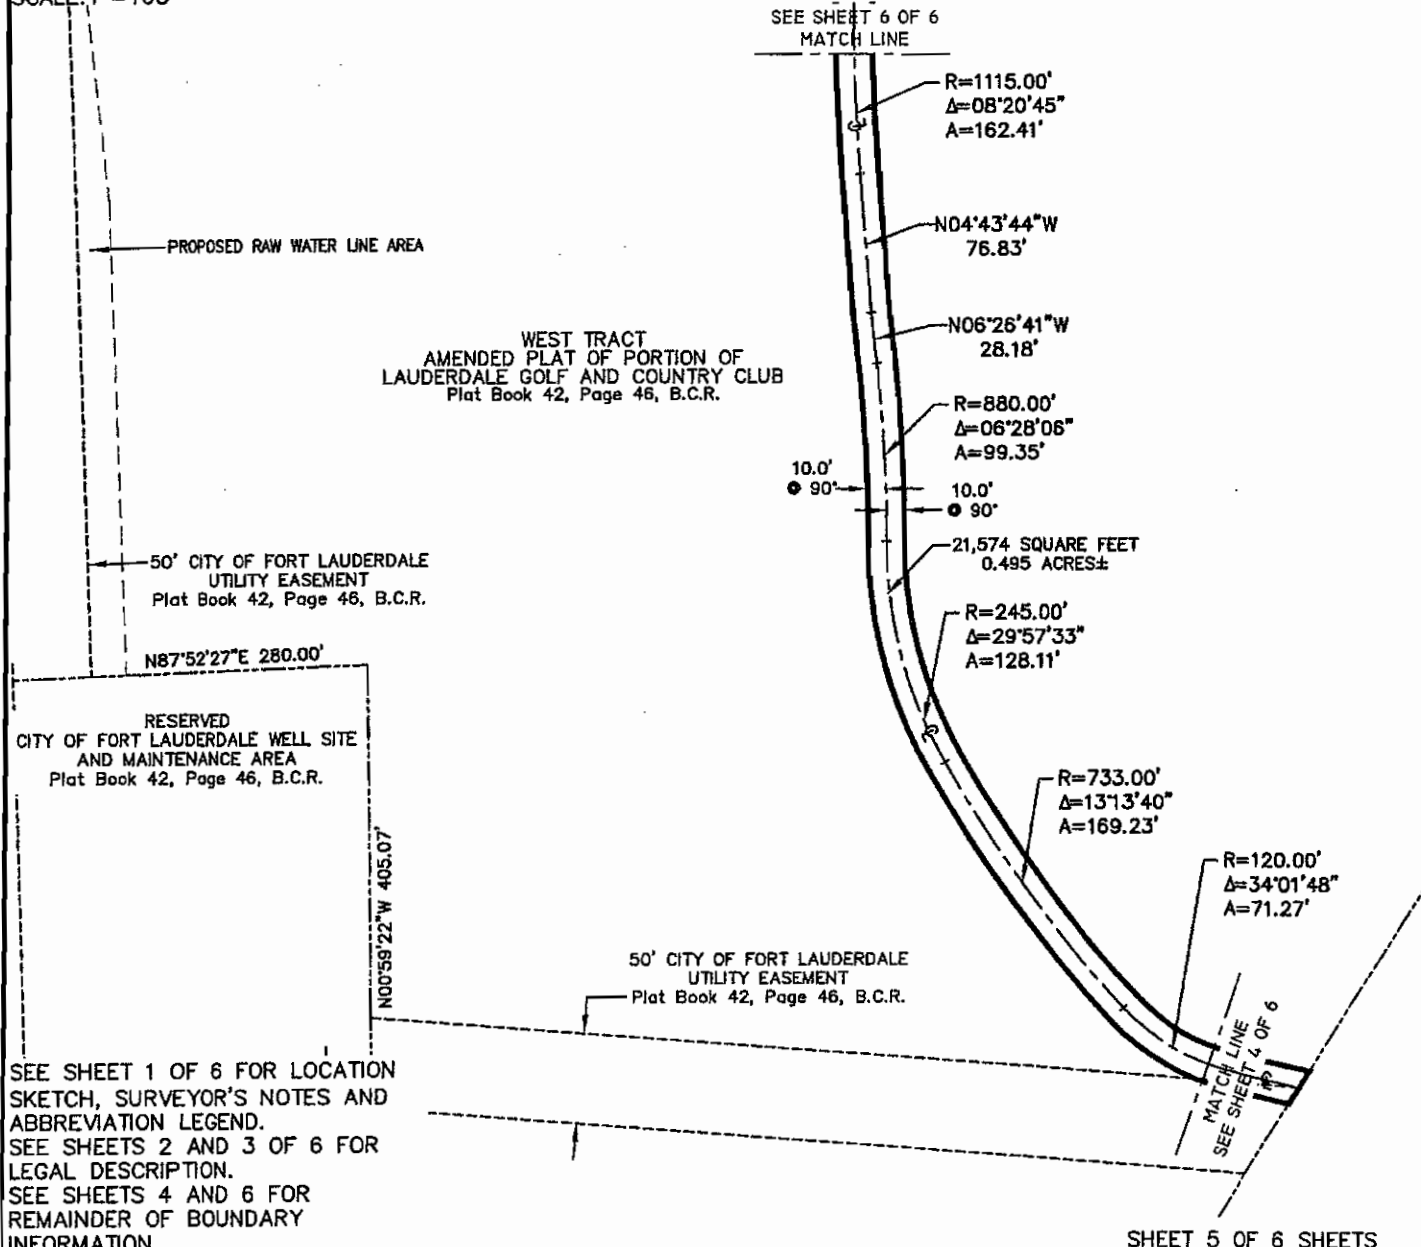 SEE SHEET 6 OF 6
MATCH LINE
R=1115.00'
Δ=08°20'45"
A=162.41'
N04°43'44"W
76.83'
PROPOSED RAW WATER LINE AREA
N06°26'41"W
28.18'
WEST TRACT
AMENDED PLAT OF PORTION OF
LAUDERDALE GOLF AND COUNTRY CLUB
Plat Book 42, Page 46, B.C.R.
R=880.00'
Δ=06°28'06"
A=99.35'
10.0'
@ 90°
10.0'
@ 90°
21,574 SQUARE FEET
0.495 ACRES±
50' CITY OF FORT LAUDERDALE
UTILITY EASEMENT
Plat Book 42, Page 46, B.C.R.
R=245.00'
Δ=29°57'33"
A=128.11'
N87°52'27"E 280.00'
RESERVED
CITY OF FORT LAUDERDALE WELL SITE
AND MAINTENANCE AREA
Plat Book 42, Page 46, B.C.R.
R=733.00'
Δ=13°13'40"
A=169.23'
N00°59'22"W 405.07'
R=120.00'
Δ=34°01'48"
A=71.27'
50' CITY OF FORT LAUDERDALE
UTILITY EASEMENT
Plat Book 42, Page 46, B.C.R.
MATCH LINE
SEE SHEET 4 OF 6
SEE SHEET 1 OF 6 FOR LOCATION
SKETCH, SURVEYOR'S NOTES AND
ABBREVIATION LEGEND.
SEE SHEETS 2 AND 3 OF 6 FOR
LEGAL DESCRIPTION.
SEE SHEETS 4 AND 6 FOR
REMAINDER OF BOUNDARY
INFORMATION
SHEET 5 OF 6 SHEETS